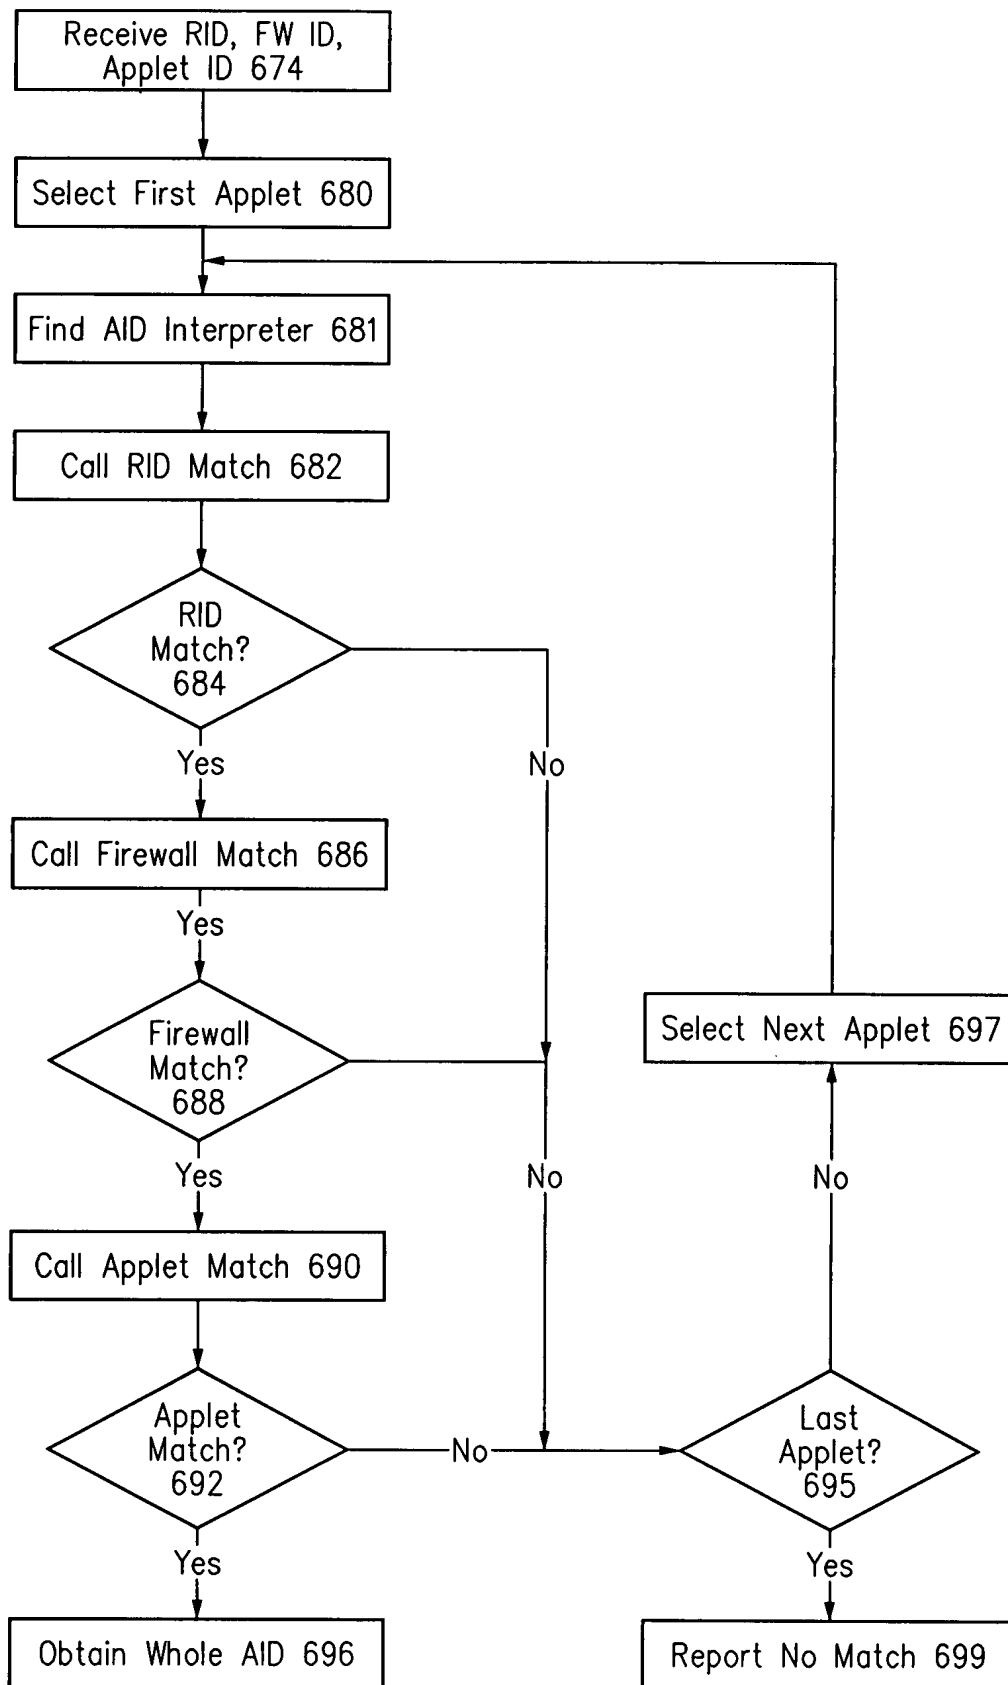 Receive RID, FW ID,
Applet ID 674
Select First Applet 680
Find AID Interpreter 681
Call RID Match 682
RID
Match?
684
Yes
No
Call Firewall Match 686
Yes
Firewall
Match?
688
Select Next Applet 697
Yes
No
No
Call Applet Match 690
Applet
Match?
692
No
Last
Applet?
695
Yes
Yes
Obtain Whole AID 696
Report No Match 699